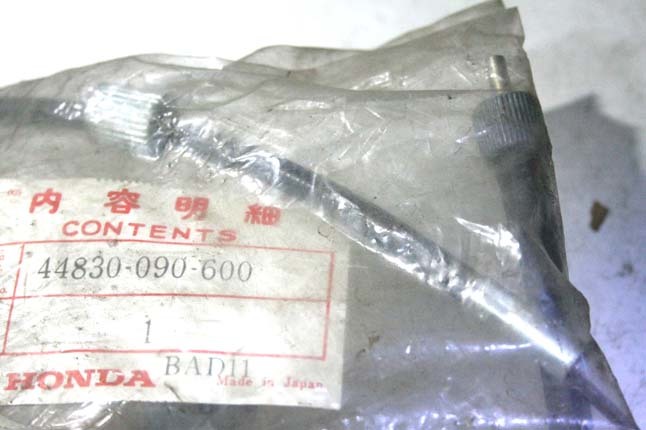 内容明細
CONTENTS
44830-090-600
1
HONDA BAD11
Made in Japan